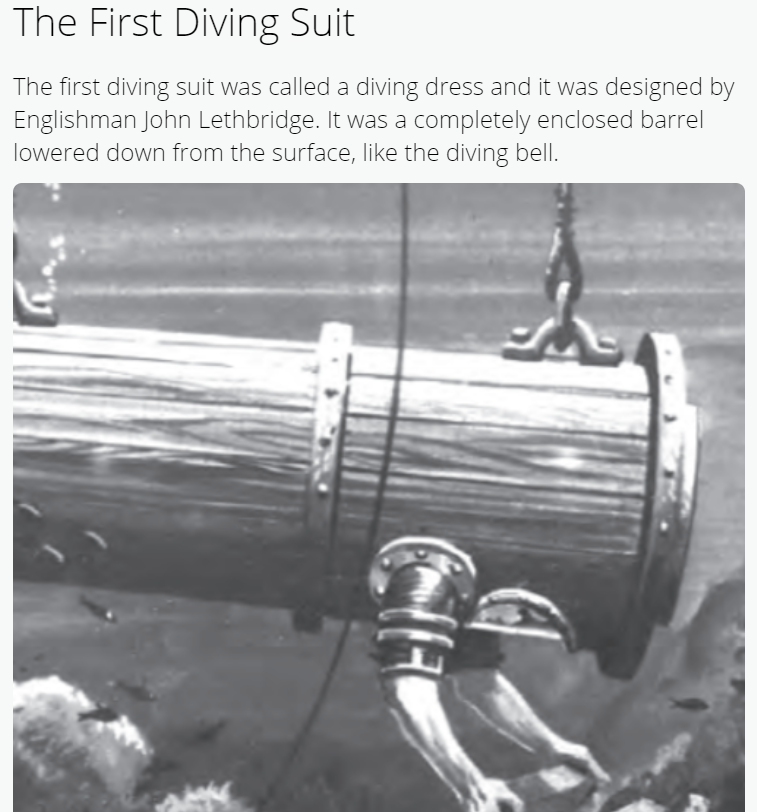 The First Diving Suit
The first diving suit was called a diving dress and it was designed by
Englishman John Lethbridge. It was a completely enclosed barrel
lowered down from the surface, like the diving bell.